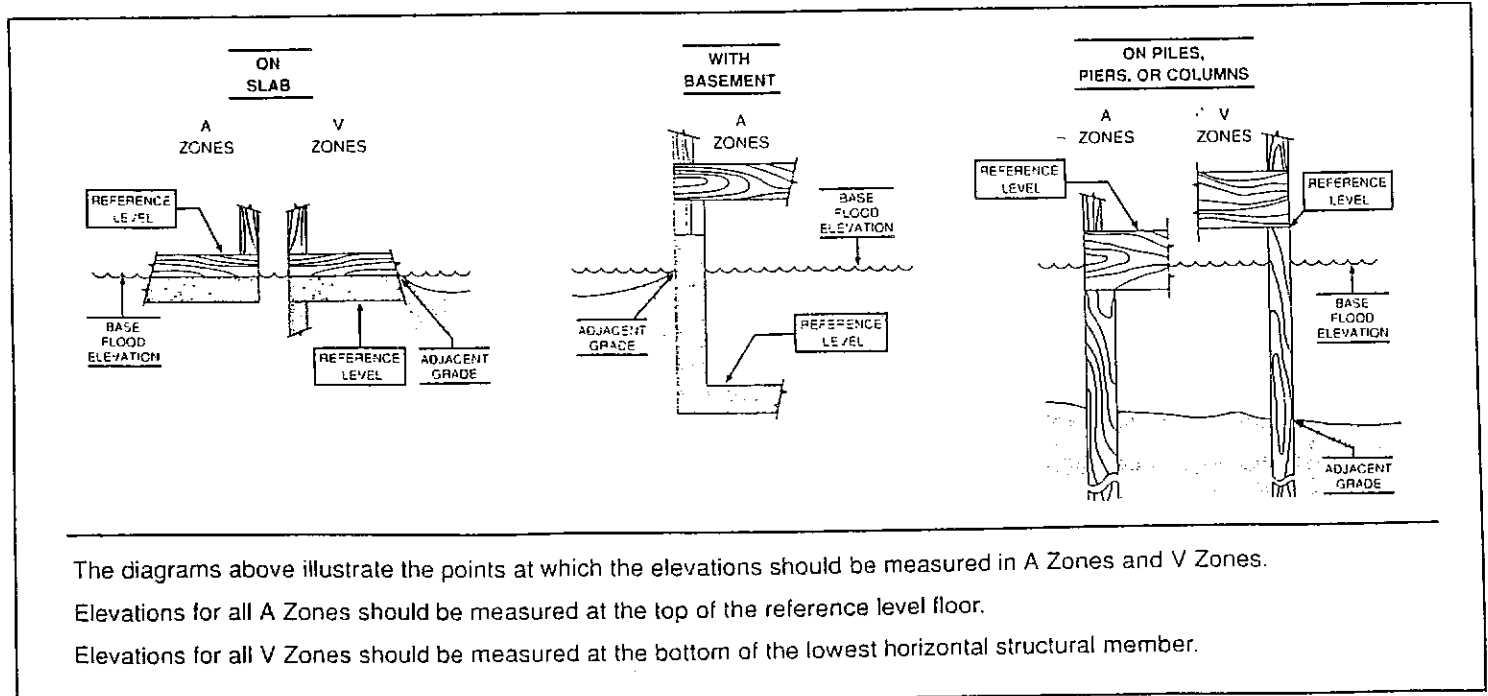 ON
SLAB
A
ZONES
V
ZONES
REFERENCE
LEVEL
BASE
FLOOD
ELEVATION
REFERENCE
LEVEL
ADJACENT
GRADE
WITH
BASEMENT
A
ZONES
BASE
FLOOD
ELEVATION
ADJACENT
GRADE
REFERENCE
LEVEL
ON PILES,
PIERS, OR COLUMNS
A
ZONES
V
ZONES
REFERENCE
LEVEL
REFERENCE
LEVEL
BASE
FLOOD
ELEVATION
ADJACENT
GRADE
The diagrams above illustrate the points at which the elevations should be measured in A Zones and V Zones.
Elevations for all A Zones should be measured at the top of the reference level floor.
Elevations for all V Zones should be measured at the bottom of the lowest horizontal structural member.